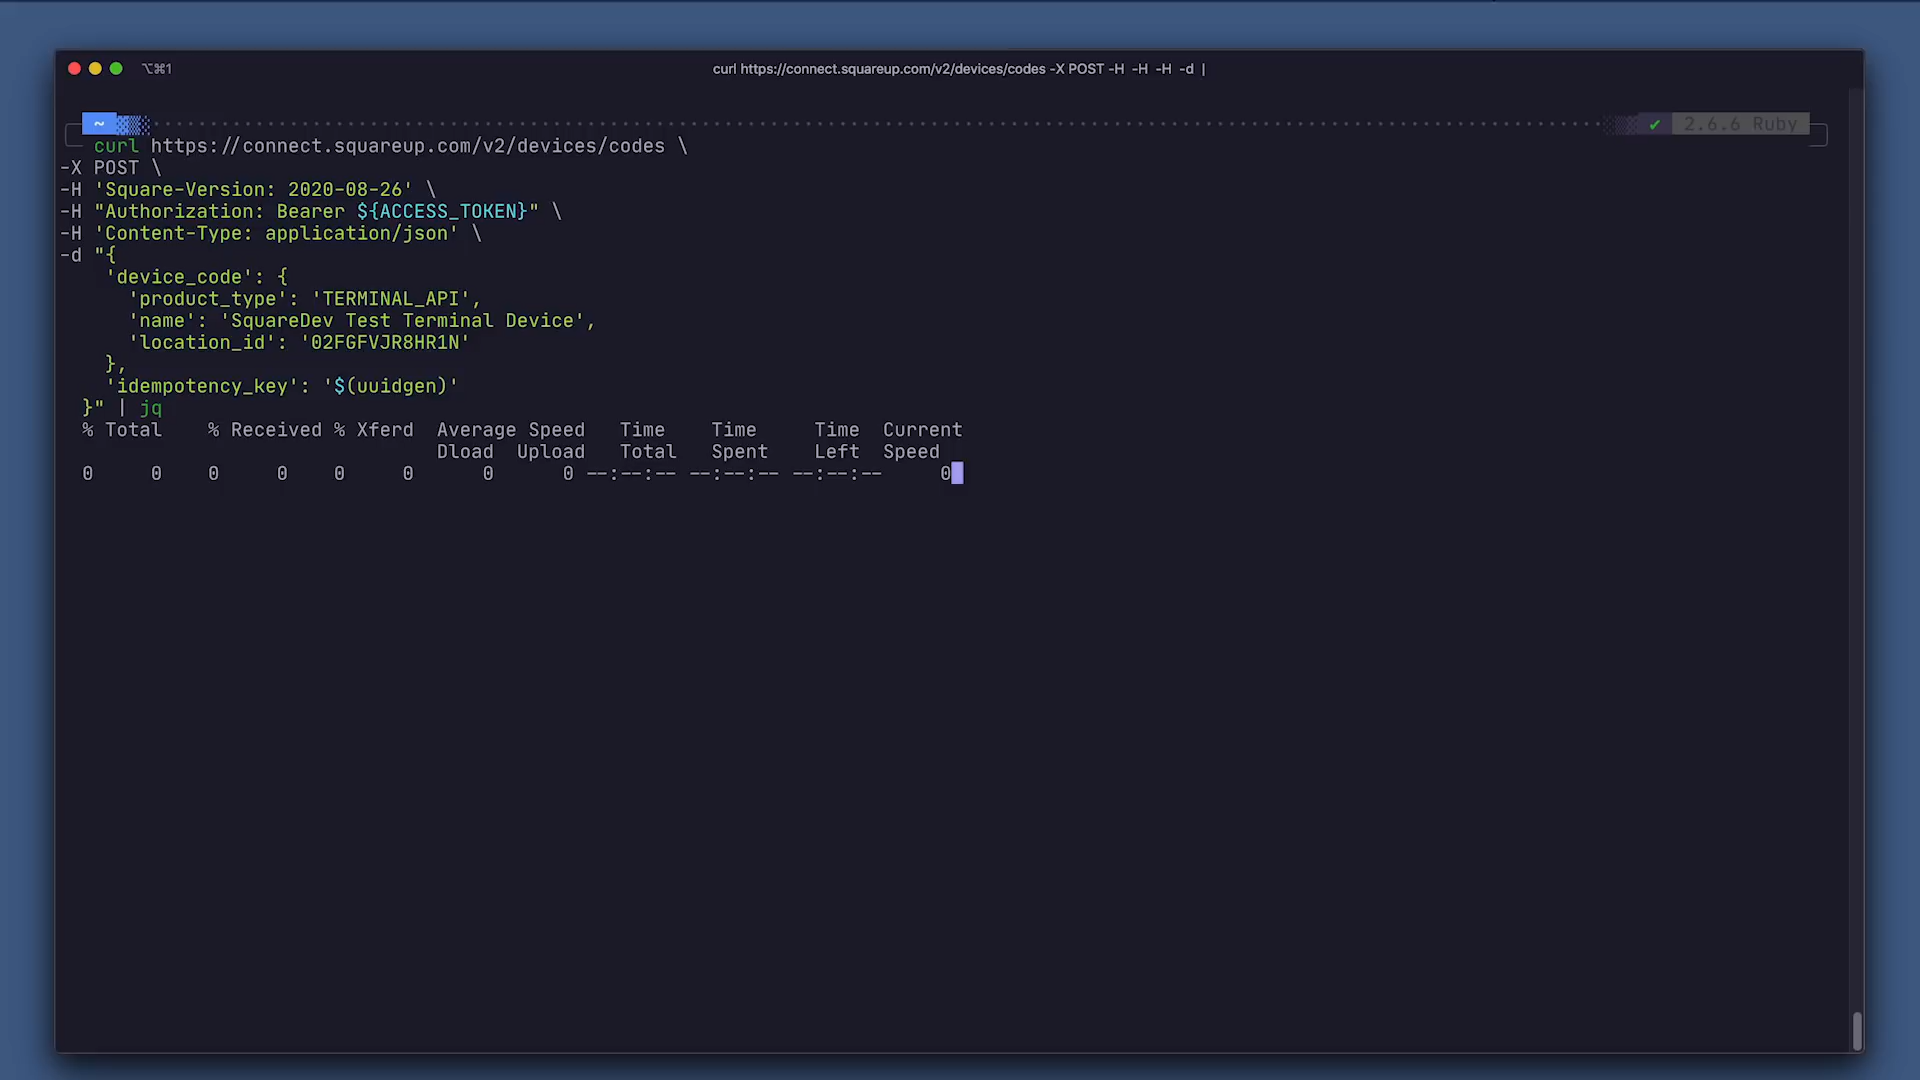 ⌥⌘1
curl https://connect.squareup.com/v2/devices/codes -X POST -H -H -H -d |
~
✔ 2.6.6 Ruby
curl https://connect.squareup.com/v2/devices/codes \
-X POST \
-H 'Square-Version: 2020-08-26' \
-H "Authorization: Bearer ${ACCESS_TOKEN}" \
-H 'Content-Type: application/json' \
-d "{
'device_code': {
'product_type': 'TERMINAL_API',
'name': 'SquareDev Test Terminal Device',
'location_id': '02FGFVJR8HR1N'
},
'idempotency_key': '$(uuidgen)'
}" | jq
% Total % Received % Xferd Average Speed Time Time Time Current
Dload Upload Total Spent Left Speed
0 0 0 0 0 0 0 0 --:--:-- --:--:-- --:--:-- 0